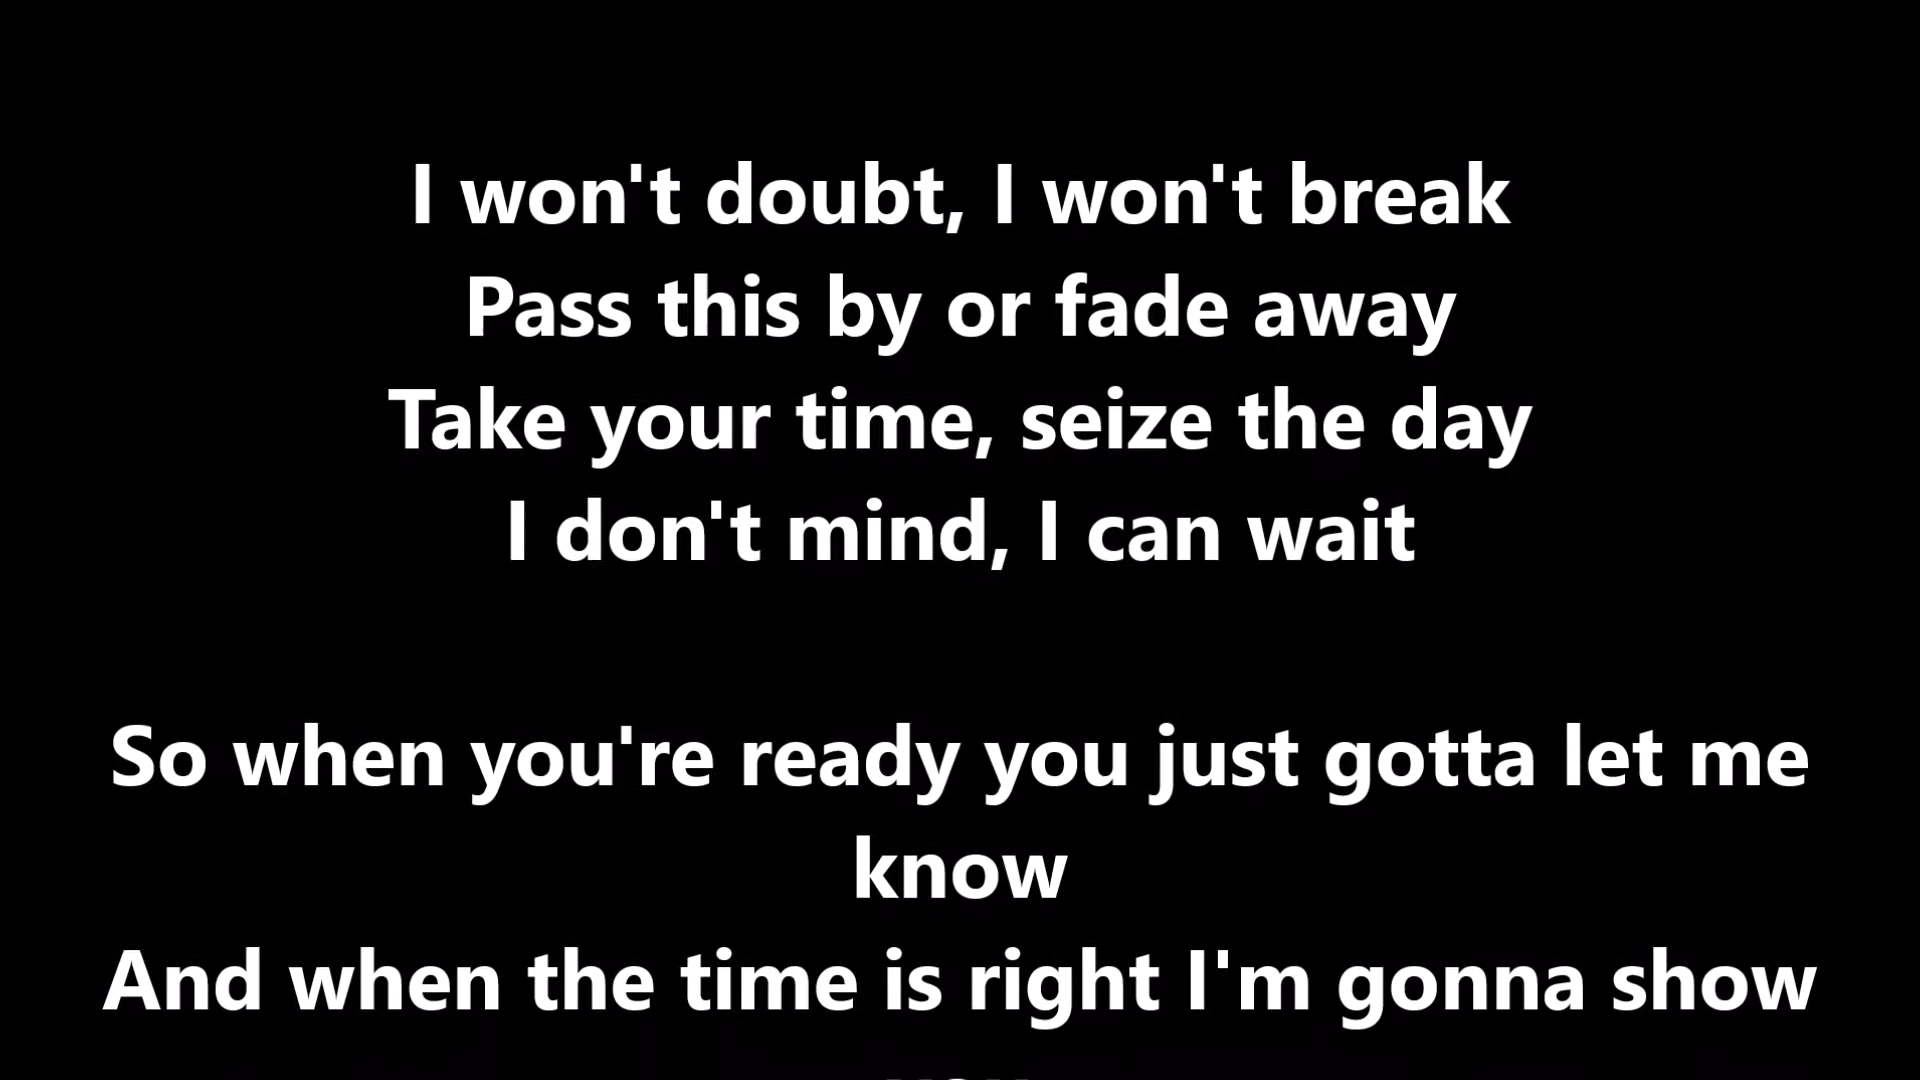 I won't doubt, I won't break
Pass this by or fade away
Take your time, seize the day
I don't mind, I can wait
So when you're ready you just gotta let me
know
And when the time is right I'm gonna show